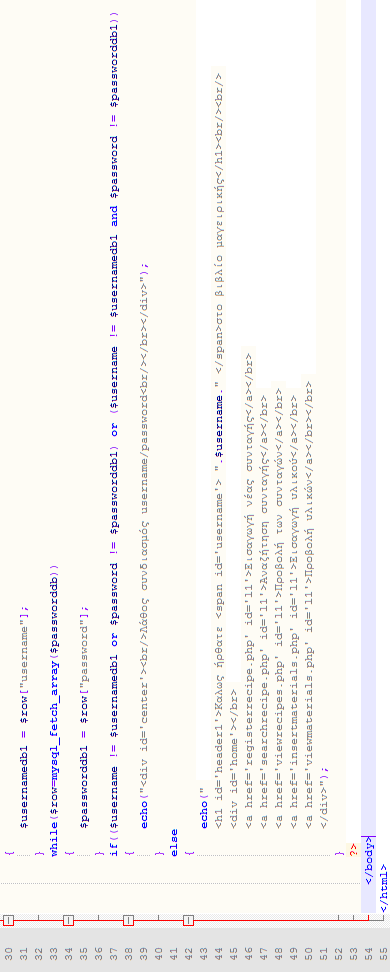 30 {
31 $usernamedb1 = $row["username"];
32 }
33 while($row=mysql_fetch_array($passworddb))
34 {
35 $passworddb1 = $row["password"];
36 }
37 if(($username != $usernamedb1 or $password != $passworddb1) or ($username != $usernamedb1 and $password != $passworddb1))
38 {
39 echo("<div id='center'><br/>λάθος συνδιασμός username/password<br/></br></div>");
40 }
41 else
42 {
43 echo("
44 <h1 id='header1'>Καλως ήρθατε <span id='username'> ".$username." </span>στο βιβλίο μαγειρικής</h1><br/><br/>
45 <div id='home'></br>
46 <a href='registerrecipe.php' id='l1'>Εισαγωγή νέας συνταγής</a></br>
47 <a href='searchrecipe.php' id='l1'>Αναζήτηση συνταγής</a></br>
48 <a href='viewrecipes.php' id='l1'>Προβολή των συνταγών</a></br>
49 <a href='insertmaterials.php' id='l1'>Εισαγωγή υλικού</a></br>
50 <a href='viewmaterials.php' id='l1'>Προβολή υλικών</a></br></br>
51 </div>");
52 }
53 ?>
54 </body>
55 </html>